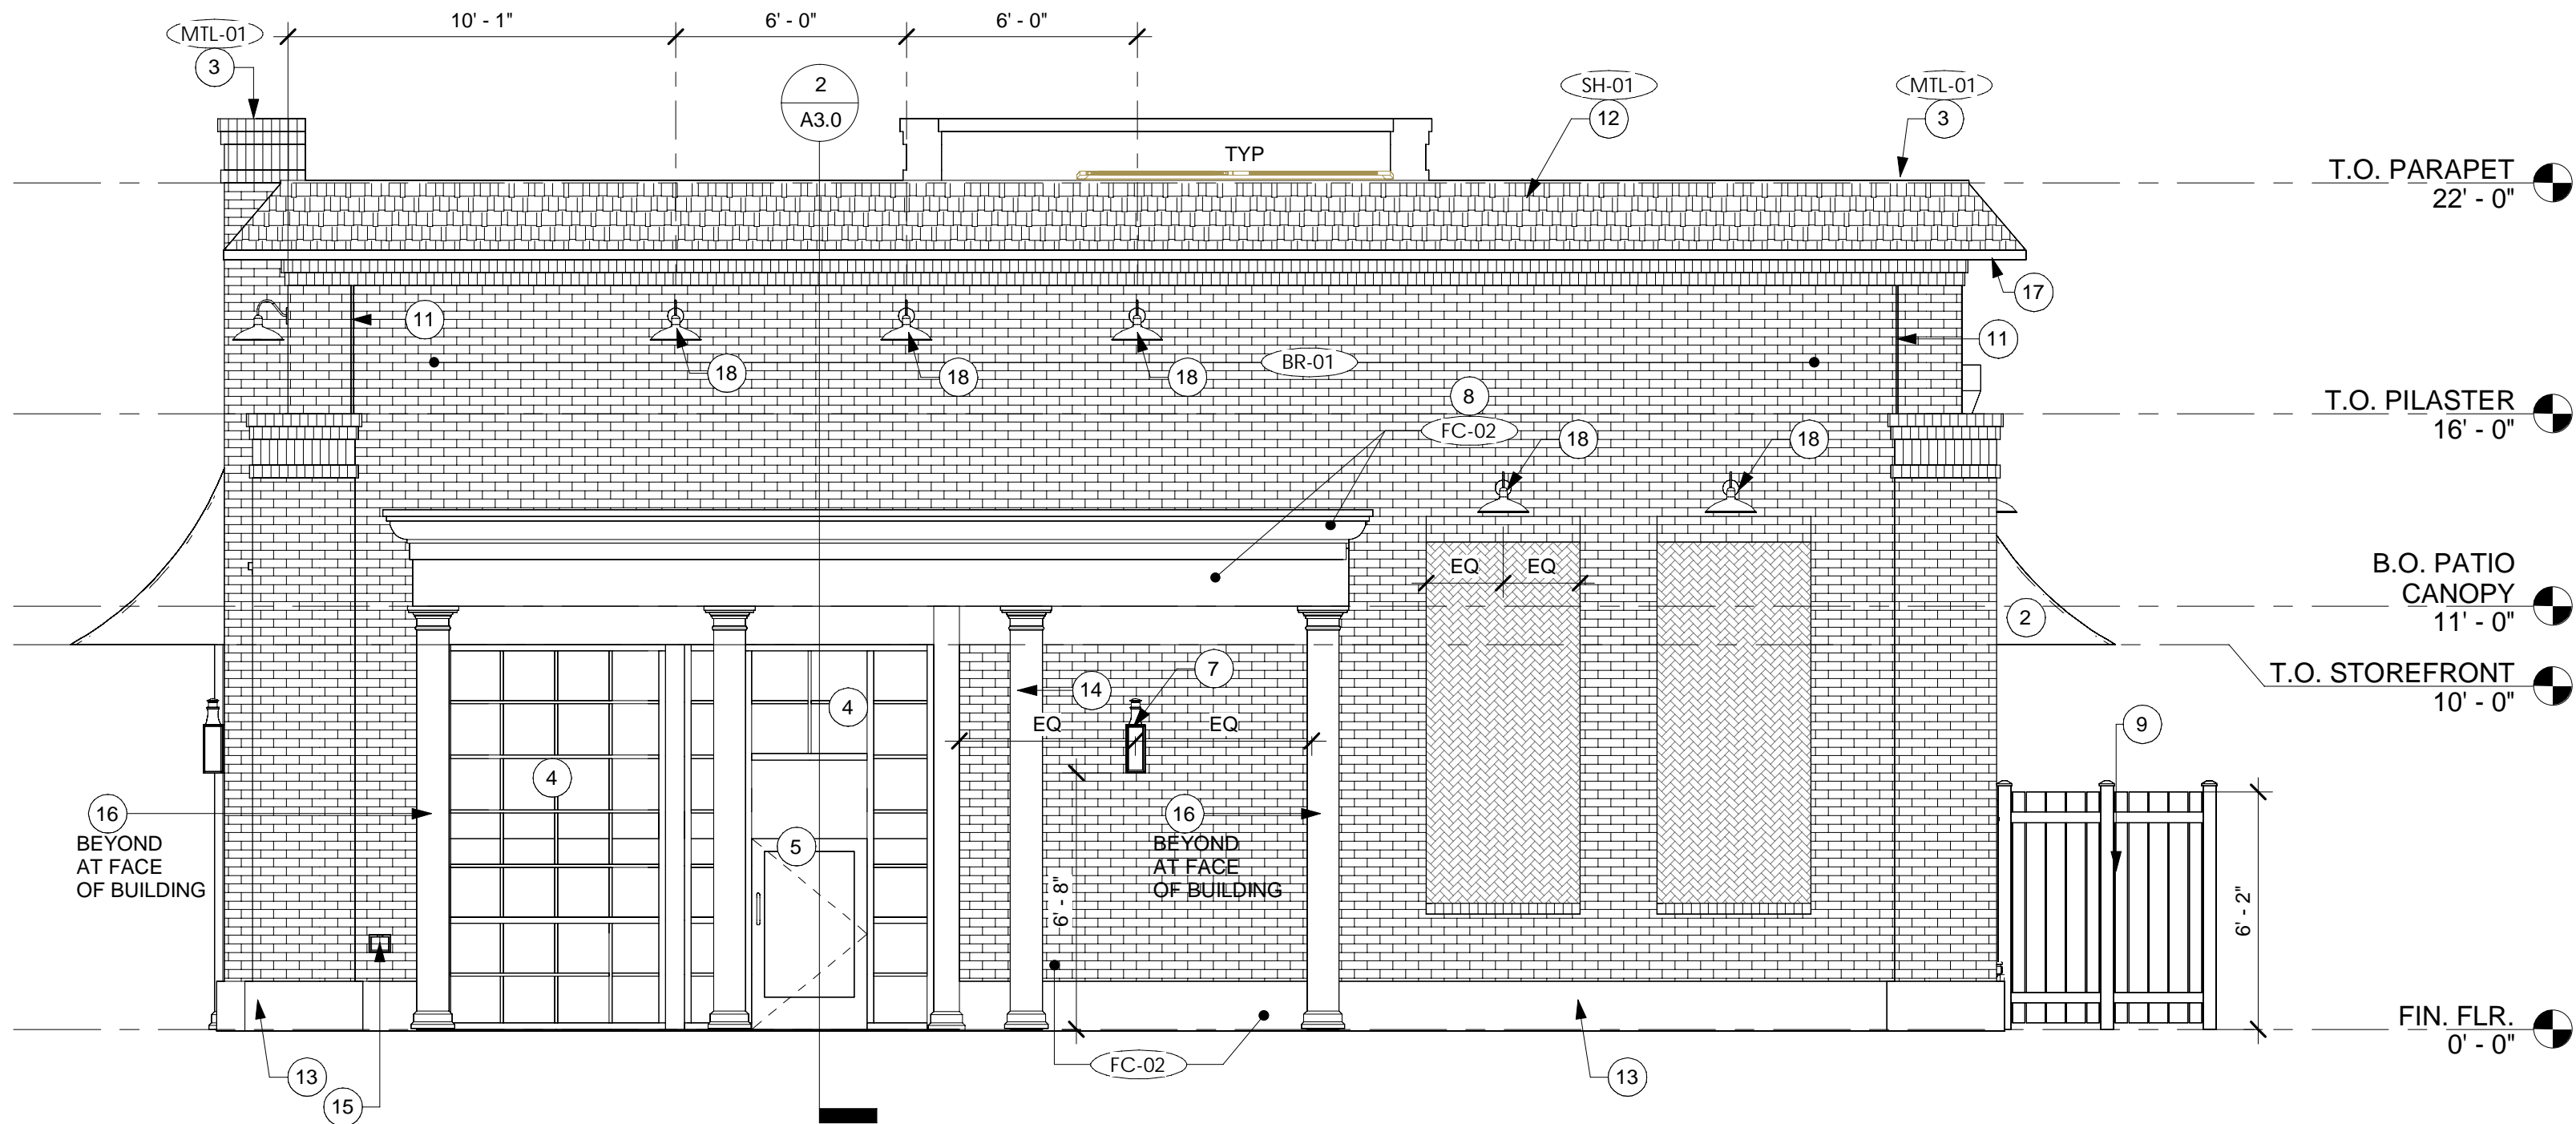 10' - 1"
6' - 0"
6' - 0"
MTL-01
3
2
A3.0
SH-01
12
MTL-01
3
TYP
T.O. PARAPET
22' - 0"
17
11
11
18
18
18
BR-01
8
FC-02
18
18
T.O. PILASTER
16' - 0"
EQ
EQ
B.O. PATIO
CANOPY
11' - 0"
2
T.O. STOREFRONT
10' - 0"
7
14
4
EQ
EQ
9
4
16
BEYOND
AT FACE
OF BUILDING
16
BEYOND
AT FACE
OF BUILDING
5
6' - 8"
6' - 2"
FIN. FLR.
0' - 0"
FC-02
13
13
15